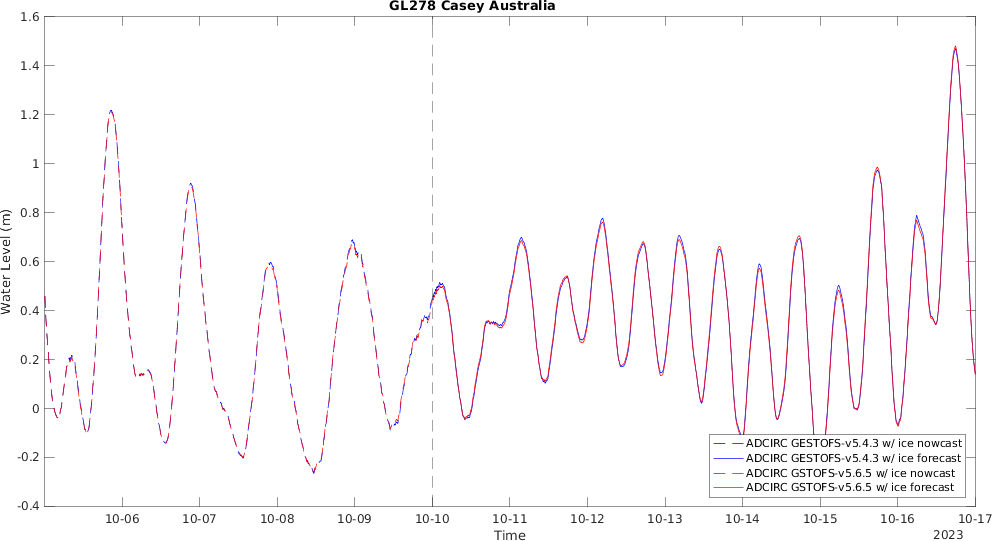 GL278 Casey Australia
1.6
1.4
1.2
1
0.8
0.6
0.4
0.2
0
-0.2
-0.4
Water Level (m)
ADCIRC GESTOFS-v5.4.3 w/ ice nowcast
ADCIRC GESTOFS-v5.4.3 w/ ice forecast
ADCIRC GSTOFS-v5.6.5 w/ ice nowcast
ADCIRC GSTOFS-v5.6.5 w/ ice forecast
10-06 10-07 10-08 10-09 10-10 10-11 10-12 10-13 10-14 10-15 10-16 10-17
Time
2023